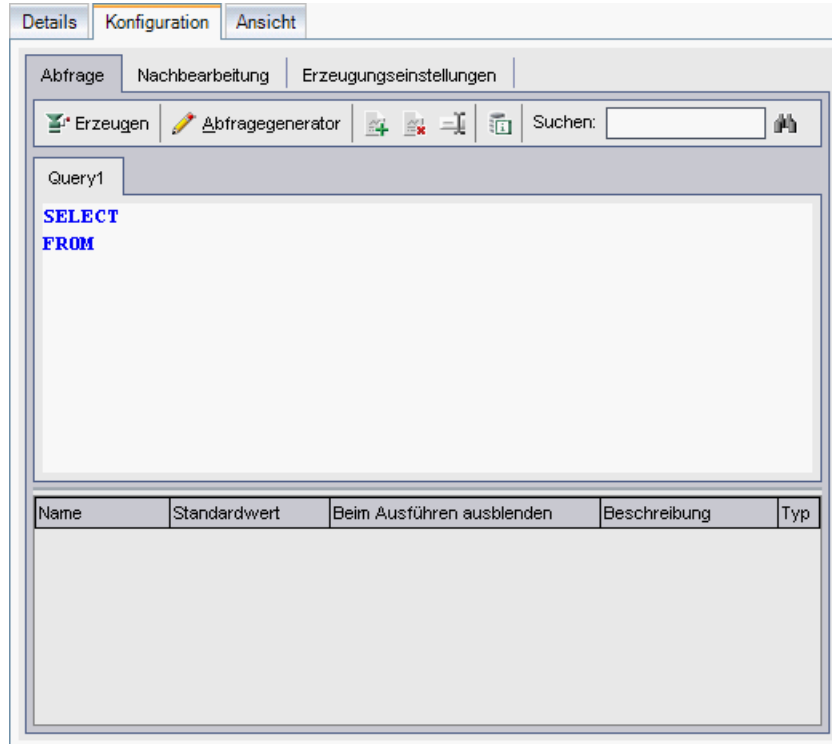 Details Konfiguration Ansicht
Abfrage Nachbearbeitung Erzeugungseinstellungen
Erzeugen Abfragegenerator Suchen:
Query1
SELECT
FROM
Name Standardwert Beim Ausführen ausblenden Beschreibung Typ